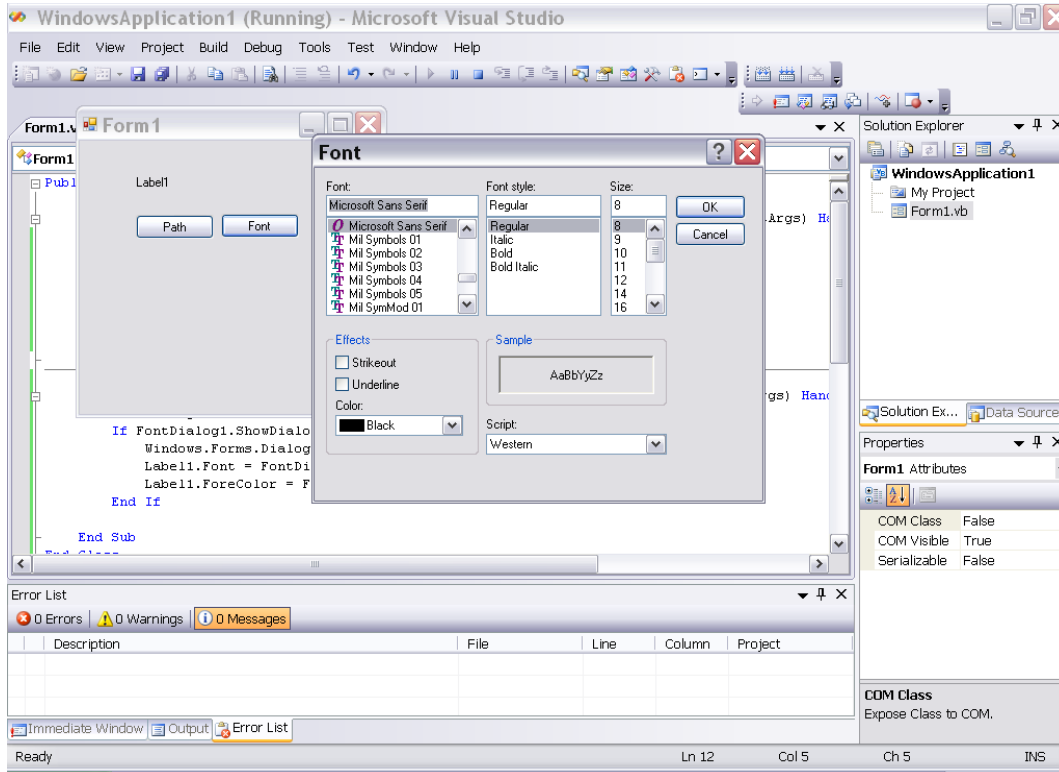 WindowsApplication1 (Running) - Microsoft Visual Studio
File Edit View Project Build Debug Tools Test Window Help
Form1.v
Form1
Solution Explorer
Form1
Font
WindowsApplication1
My Project
Form1.vb
Publ
Label1
Path Font
Font: Font style: Size:
Microsoft Sans Serif Regular 8 OK
Microsoft Sans Serif Regular 8 Cancel
Mil Symbols 01 Italic 9
Mil Symbols 02 Bold 10
Mil Symbols 03 Bold Italic 11
Mil Symbols 04 12
Mil Symbols 05 14
Mil SymMod 01 16
Args)
Effects Sample
Strikeout
Underline AaBbYyZz
Color:
Black
Script:
Western
gs) Hand
Solution Ex... Data Source
If FontDialog1.ShowDialo
Windows.Forms.Dialog
Label1.Font = FontDi
Label1.ForeColor = F
End If
End Sub
End Class
Properties
Form1 Attributes
COM Class False
COM Visible True
Serializable False
COM Class
Expose Class to COM.
Error List
0 Errors 0 Warnings 0 Messages
Description File Line Column Project
Immediate Window Output Error List
Ready Ln 12 Col 5 Ch 5 INS